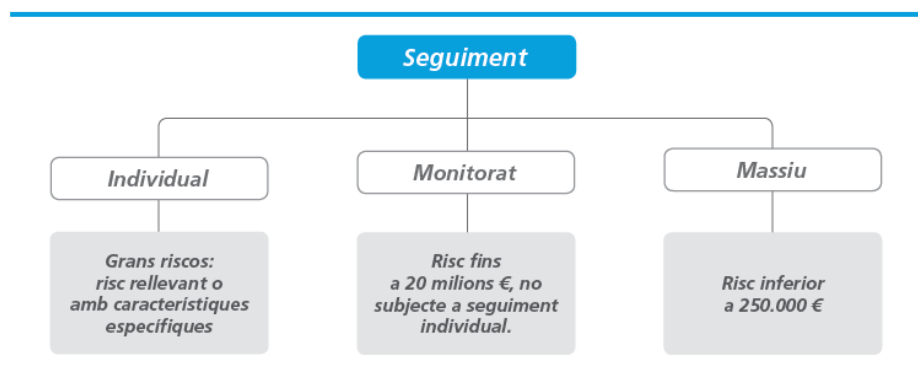 Seguiment
Individual
Monitorat
Massiu
Grans riscos:
risc rellevant o
amb característiques
específiques
Risc fins
a 20 milions €, no
subjecte a seguiment
individual.
Risc inferior
a 250.000 €